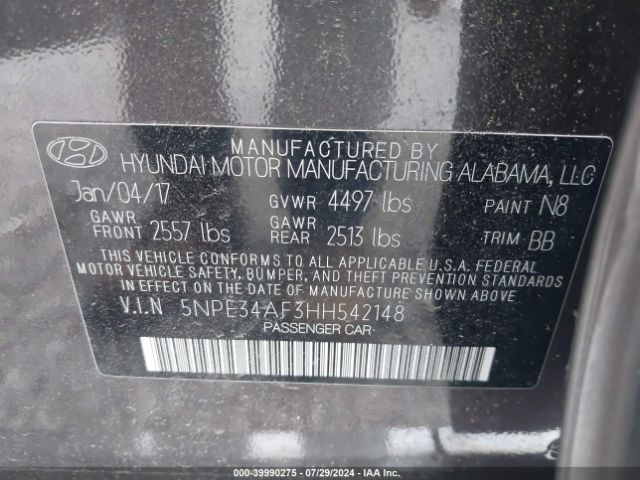 MANUFACTURED BY
HYUNDAI MOTOR MANUFACTURING ALABAMA, LLC
Jan/04/17 GVWR 4497 lbs PAINT N8
GAWR FRONT 2557 lbs GAWR REAR 2513 lbs TRIM BB
THIS VEHICLE CONFORMS TO ALL APPLICABLE U.S.A. FEDERAL
MOTOR VEHICLE SAFETY, BUMPER, AND THEFT PREVENTION
STANDARDS IN EFFECT ON THE DATE OF MANUFACTURE
SHOWN ABOVE.
V.I.N 5NPE34AF3HH542148
PASSENGER CAR
000-39990275 - 07/29/2024 - IAA Inc.